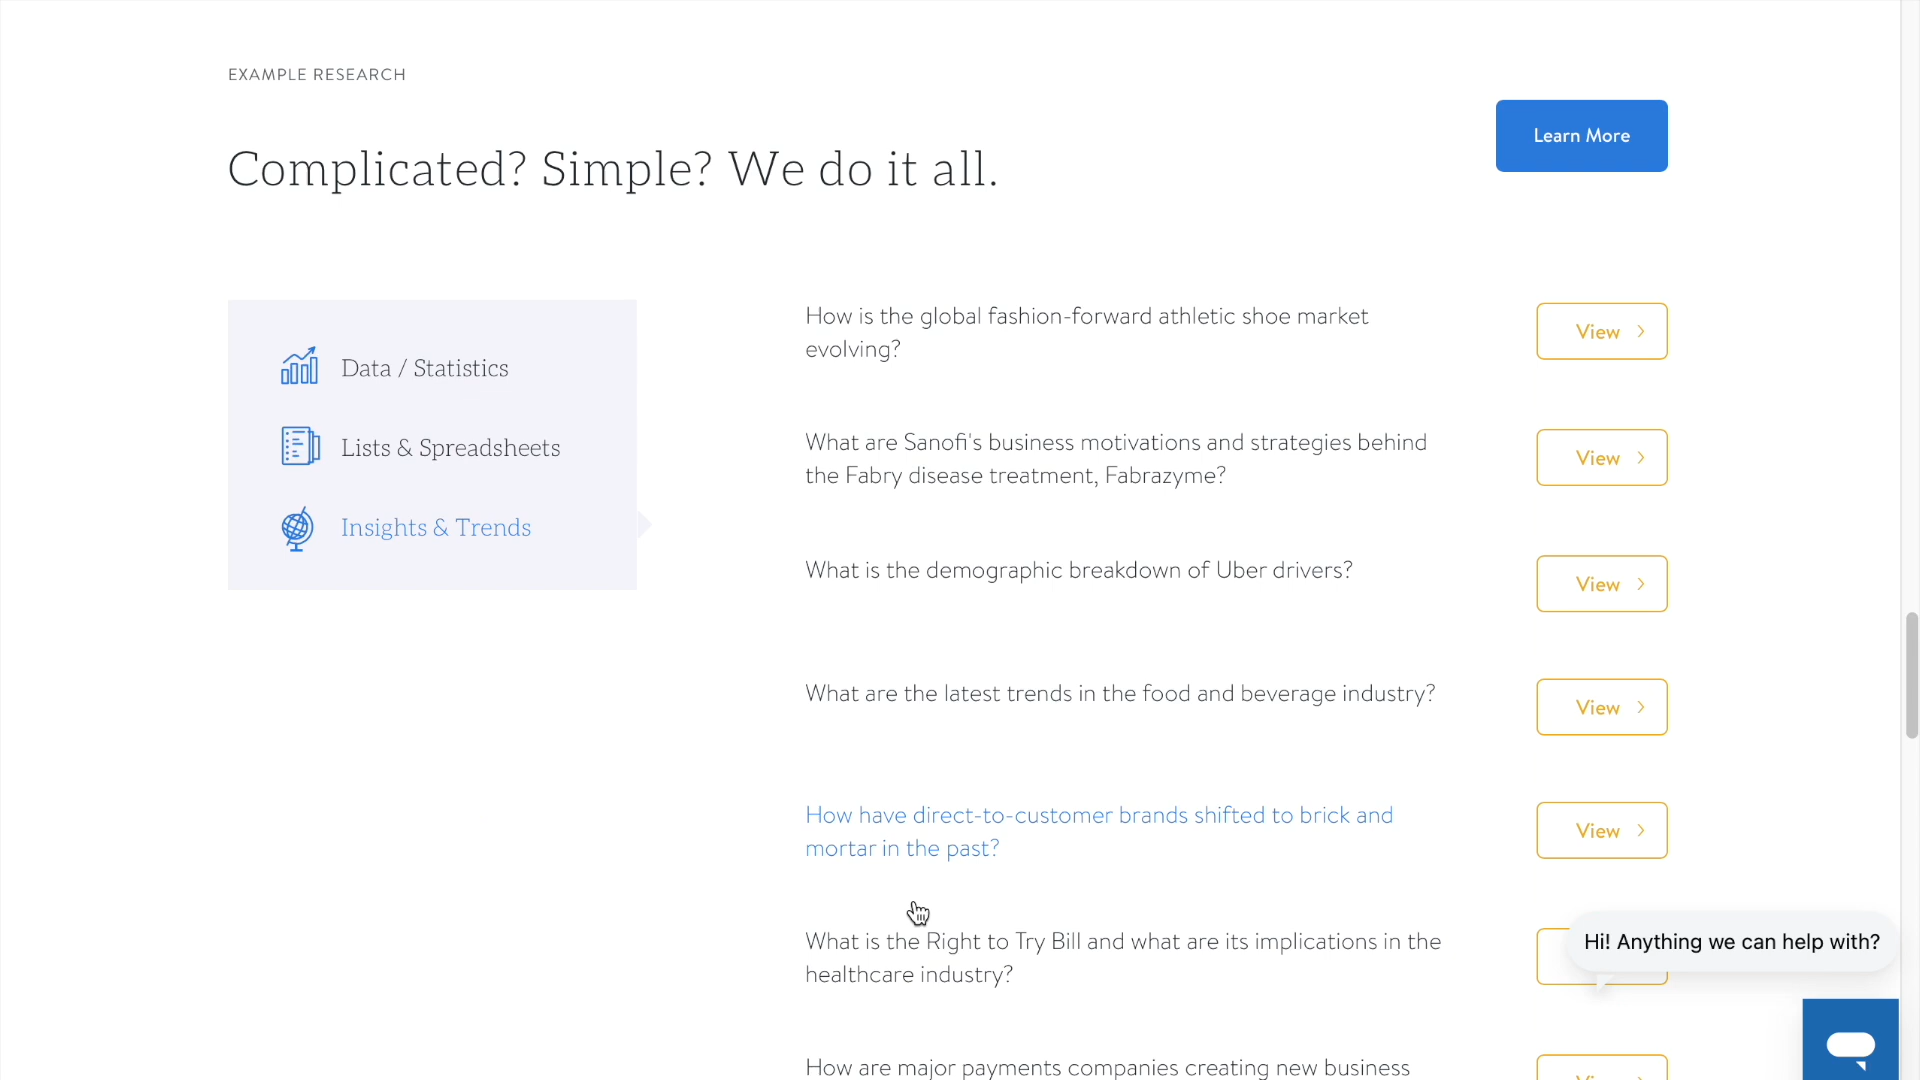 EXAMPLE RESEARCH
Learn More
Complicated? Simple? We do it all.
Data / Statistics
Lists & Spreadsheets
Insights & Trends
How is the global fashion-forward athletic shoe market
evolving?
View
What are Sanofi's business motivations and strategies behind
the Fabry disease treatment, Fabrazyme?
View
What is the demographic breakdown of Uber drivers?
View
What are the latest trends in the food and beverage industry?
View
How have direct-to-customer brands shifted to brick and
mortar in the past?
View
What is the Right to Try Bill and what are its implications in the
healthcare industry?
Hi! Anything we can help with?
How are major payments companies creating new business